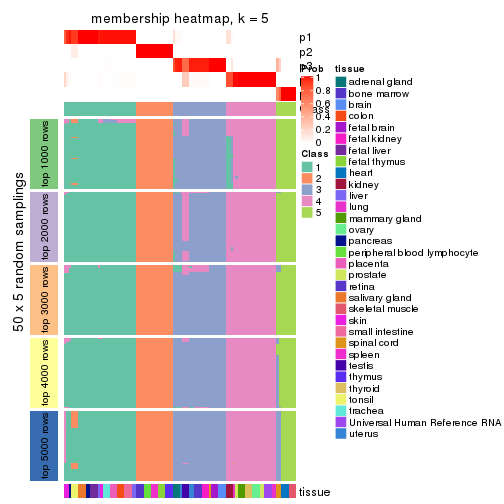 membership heatmap, k = 5
p1
p2
Prob
1
0.8
0.6
0.4
0.2
0
Class
1
2
3
4
5
50 x 5 random samplings
top 1000 rows
top 2000 rows
top 3000 rows
top 4000 rows
top 5000 rows
tissue
tissue
adrenal gland
bone marrow
brain
colon
fetal brain
fetal kidney
fetal liver
fetal thymus
heart
kidney
liver
lung
mammary gland
ovary
pancreas
peripheral blood lymphocyte
placenta
prostate
retina
salivary gland
skeletal muscle
skin
small intestine
spinal cord
spleen
testis
thymus
thyroid
tonsil
trachea
Universal Human Reference RNA
uterus